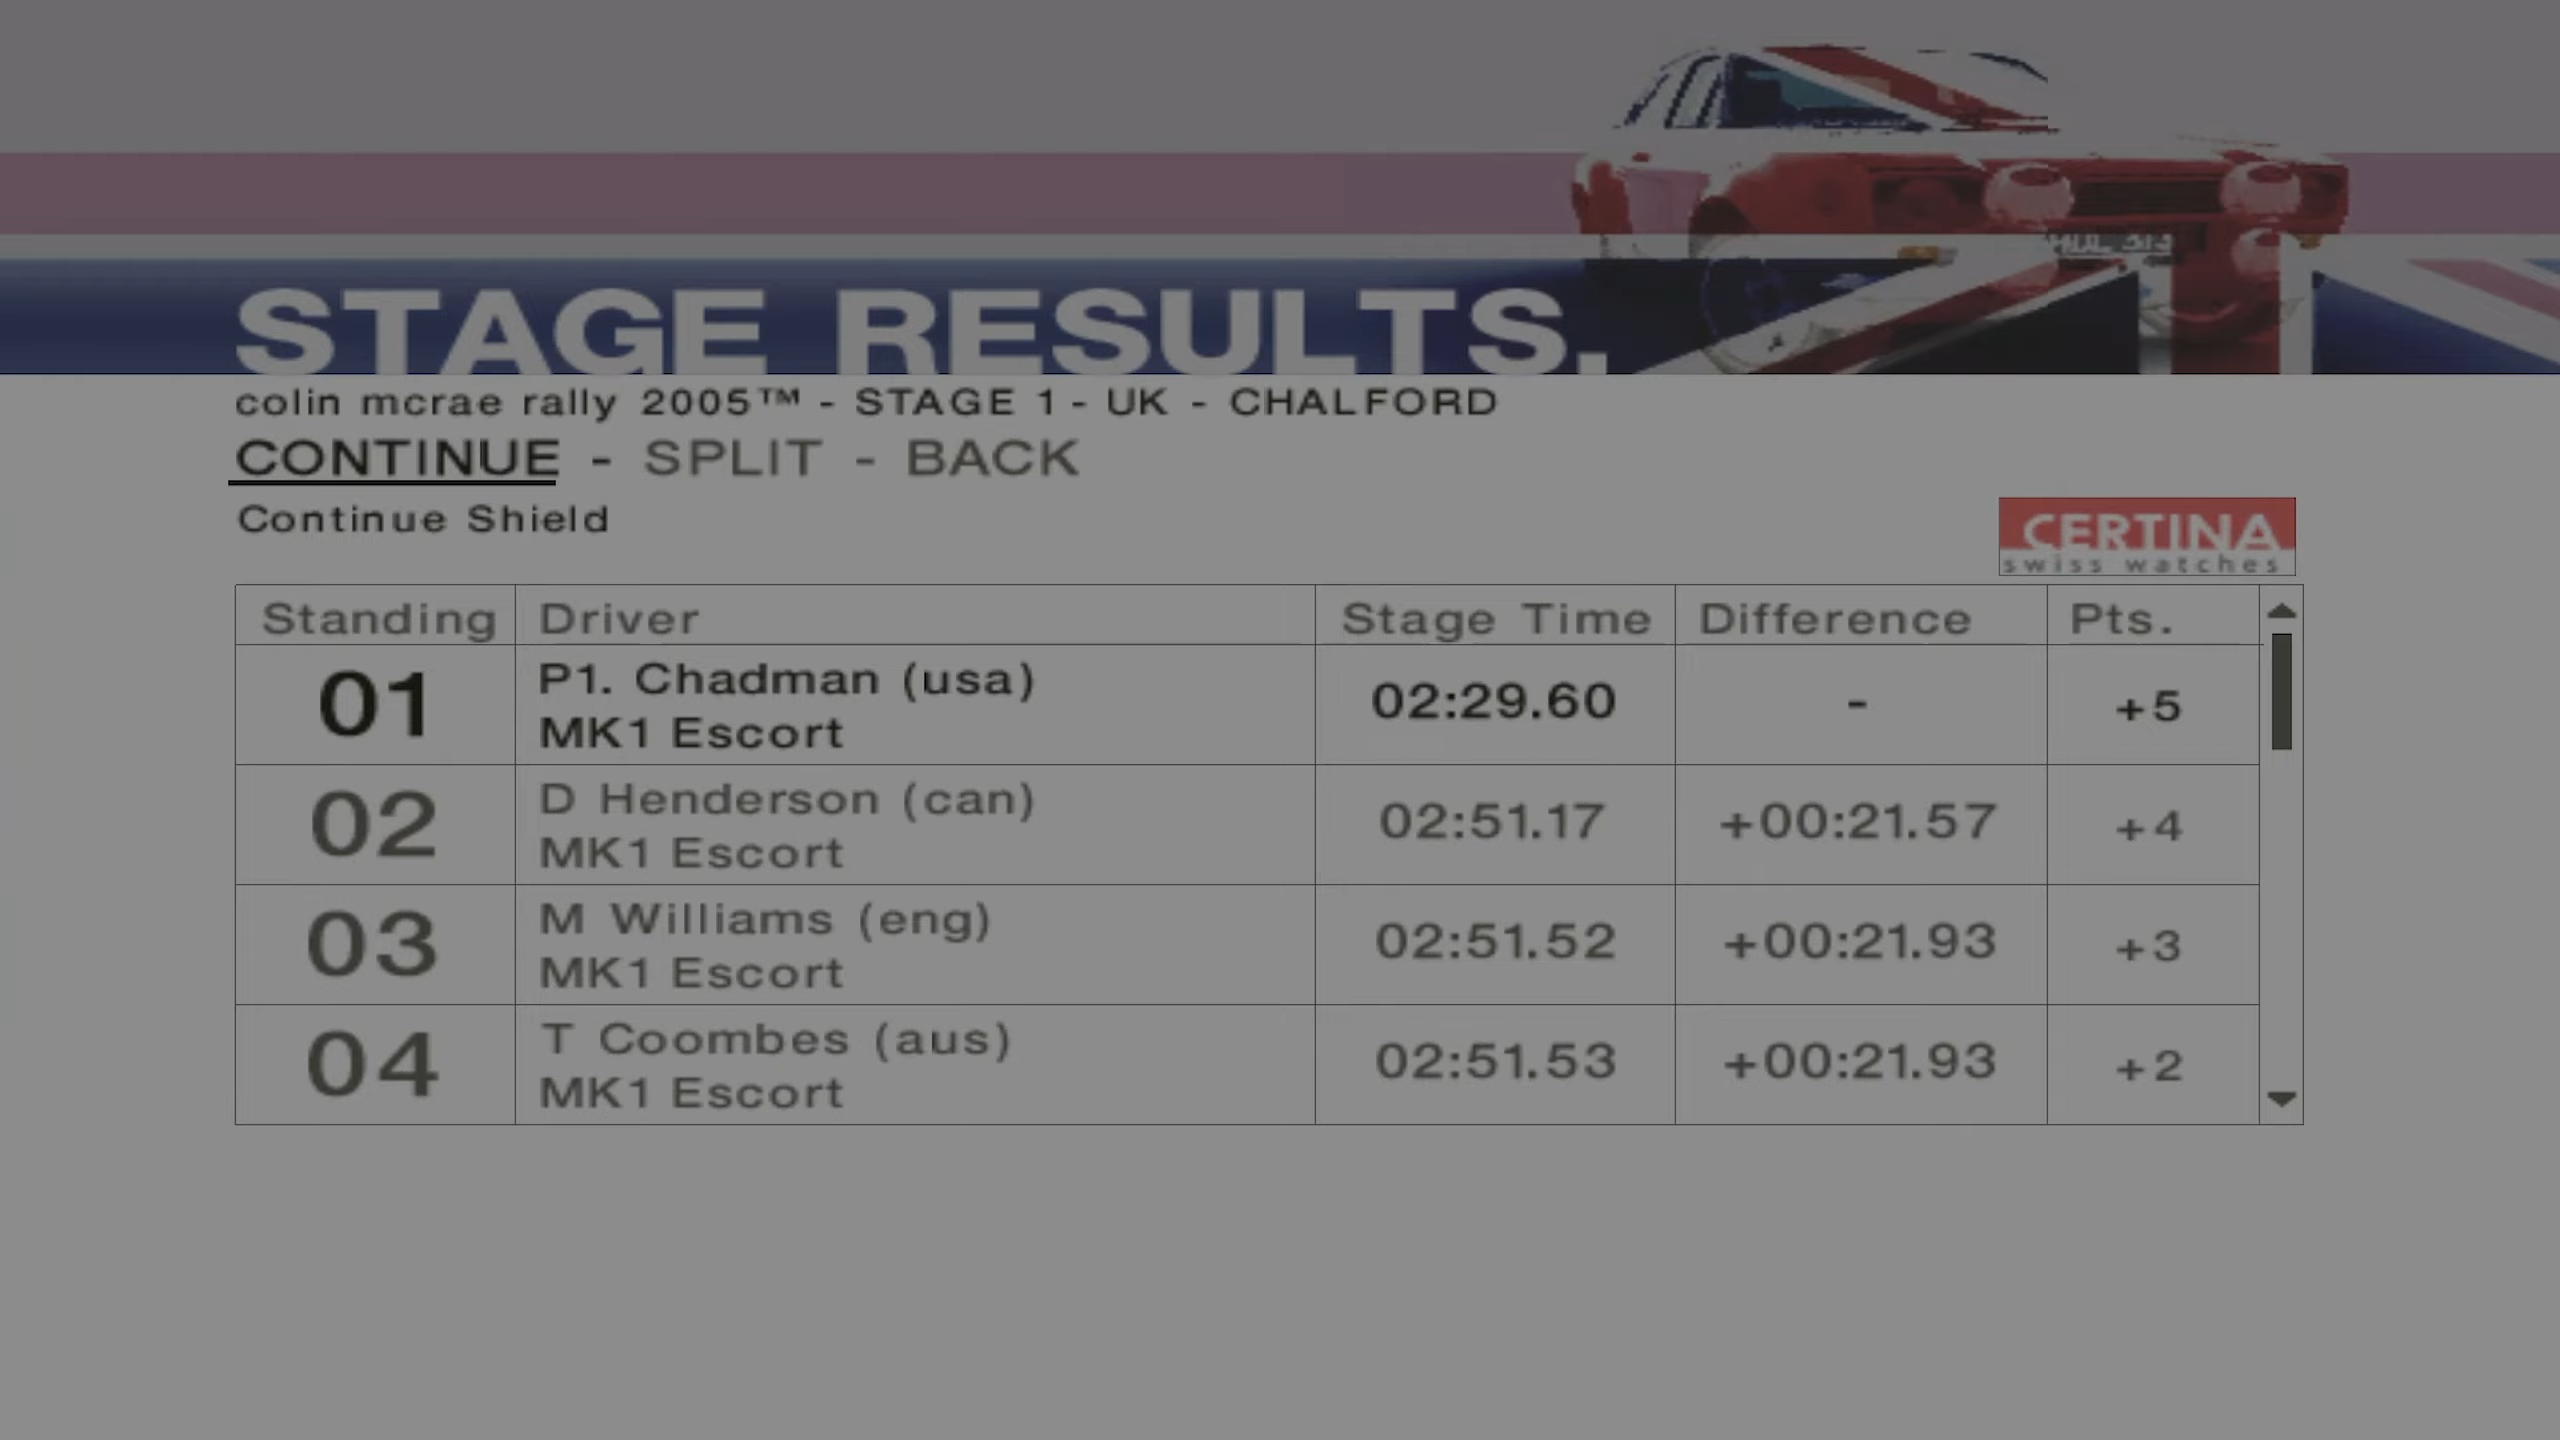 STAGE RESULTS.
colin mcrae rally 2005™ - STAGE 1 - UK - CHALFORD
CONTINUE - SPLIT - BACK
Continue Shield
CERTINA
swiss watches
Standing Driver Stage Time Difference Pts.
01 P1. Chadman (usa) 02:29.60 - +5
MK1 Escort
02 D Henderson (can) 02:51.17 +00:21.57 +4
MK1 Escort
03 M Williams (eng) 02:51.52 +00:21.93 +3
MK1 Escort
04 T Coombes (aus) 02:51.53 +00:21.93 +2
MK1 Escort